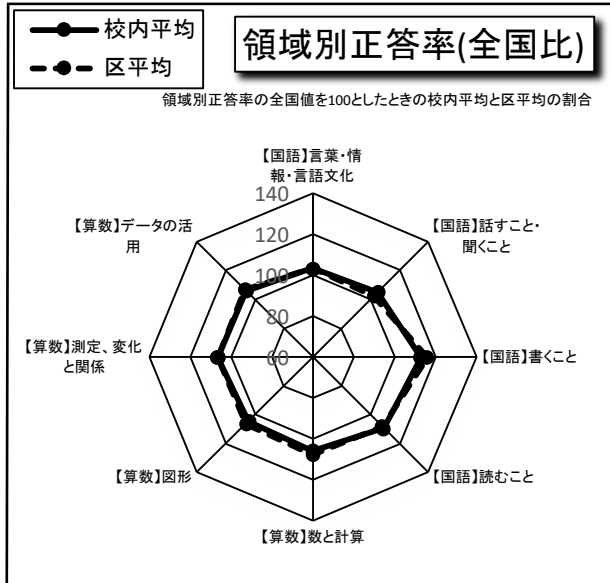 校内平均
区平均
領域別正答率(全国比)
領域別正答率の全国値を100としたときの校内平均と区平均の割合
【国語】言葉・情
報・言語文化
140
120
100
80
60
【国語】話すこと・
聞くこと
【国語】書くこと
【国語】読むこと
【算数】数と計算
【算数】図形
【算数】測定、変化
と関係
【算数】データの活
用